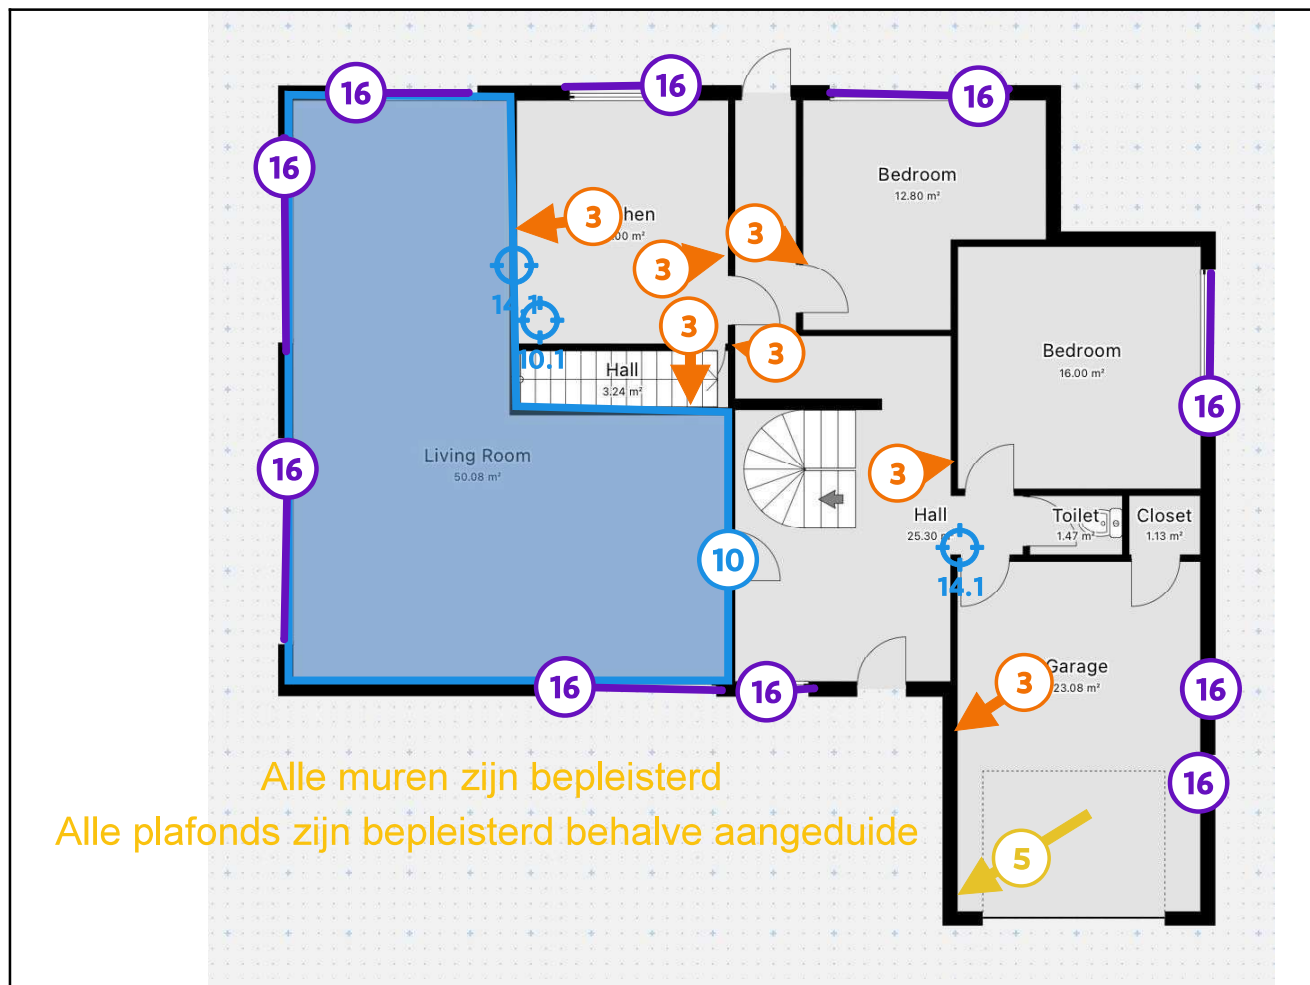 16
16
16
16
Bedroom
12.80 m²
3
hen
.00 m²
3
3
14.1
3
10.1
3
Hall
3.24 m²
Bedroom
16.00 m²
16
Living Room
50.08 m²
16
3
Hall
25.30 m
Toilet
1.47 m²
Closet
1.13 m²
10
14.1
Garage
23.08 m²
3
16
16
16
Alle muren zijn bepleisterd
16
Alle plafonds zijn bepleisterd behalve aangeduide
5